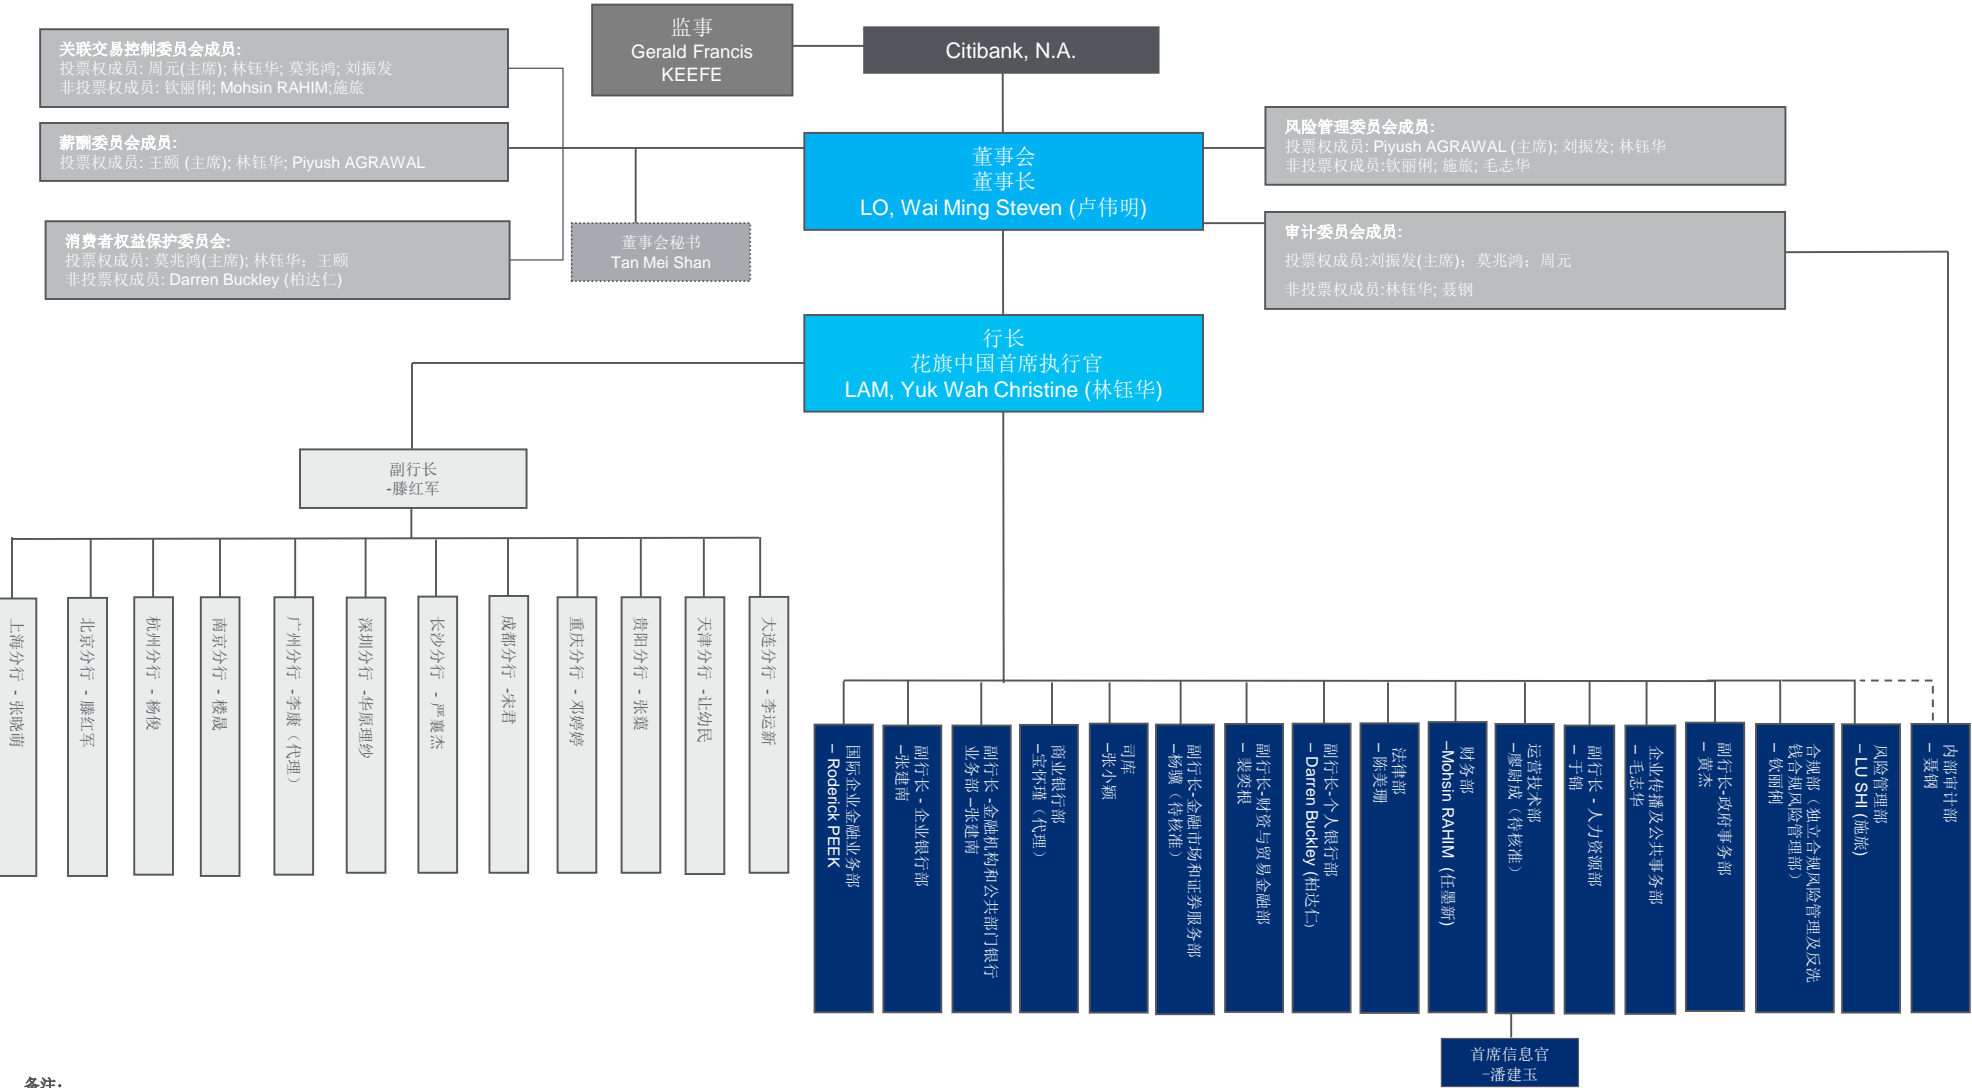 监事
Gerald Francis
KEEFE
Citibank, N.A.
关联交易控制委员会成员:
投票权成员: 周元(主席); 林钰华; 莫兆鸿; 刘振发
非投票权成员: 钦丽俐; Mohsin RAHIM;施旅
薪酬委员会成员:
投票权成员: 王颐 (主席); 林钰华; Piyush AGRAWAL
消费者权益保护委员会:
投票权成员: 莫兆鸿(主席); 林钰华; 王颐
非投票权成员: Darren Buckley (柏达仁)
董事会秘书
Tan Mei Shan
董事会
董事长
LO, Wai Ming Steven (卢伟明)
风险管理委员会成员:
投票权成员: Piyush AGRAWAL (主席); 刘振发; 林钰华
非投票权成员:钦丽俐; 施旅; 毛志华
审计委员会成员:
投票权成员:刘振发(主席); 莫兆鸿; 周元
非投票权成员:林钰华; 聂钢
行长
花旗中国首席执行官
LAM, Yuk Wah Christine (林钰华)
副行长
-滕红军
上海分行 - 张晓萌
北京分行 - 滕红军
杭州分行 - 杨俊
南京分行 - 楼晟
广州分行 -李康（代理）
深圳分行 -华原理纱
长沙分行 - 严襄杰
成都分行 -宋君
重庆分行 - 邓婷婷
贵阳分行 - 张蕤
天津分行 - 让幼民
大连分行 - 李运新
国际企业金融业务部
– Roderick PEEK
副行长 - 企业银行部
–张建南
副行长 -金融机构和公共部门银行
业务部 –张建南
商业银行部
–宝怀瑾（代理）
司库
–张小颖
副行长-金融市场和证券服务部
–杨骥（待核准）
副行长-财资与贸易金融部
– 裴奕根
副行长-个人银行部
– Darren Buckley (柏达仁)
法律部
–陈美珊
财务部
–Mohsin RAHIM (任墨新)
运营技术部
–廖尉成（待核准）
副行长 - 人力资源部
– 于锦
企业传播及公共事务部
– 毛志华
副行长-政府事务部
– 黄杰
合规部（独立合规风险管理及反洗
钱合规风险管理部）
– 钦丽俐
风险管理部
–LU SHI (施旅)
内部审计部
– 聂钢
首席信息官
–潘建玉
备注: